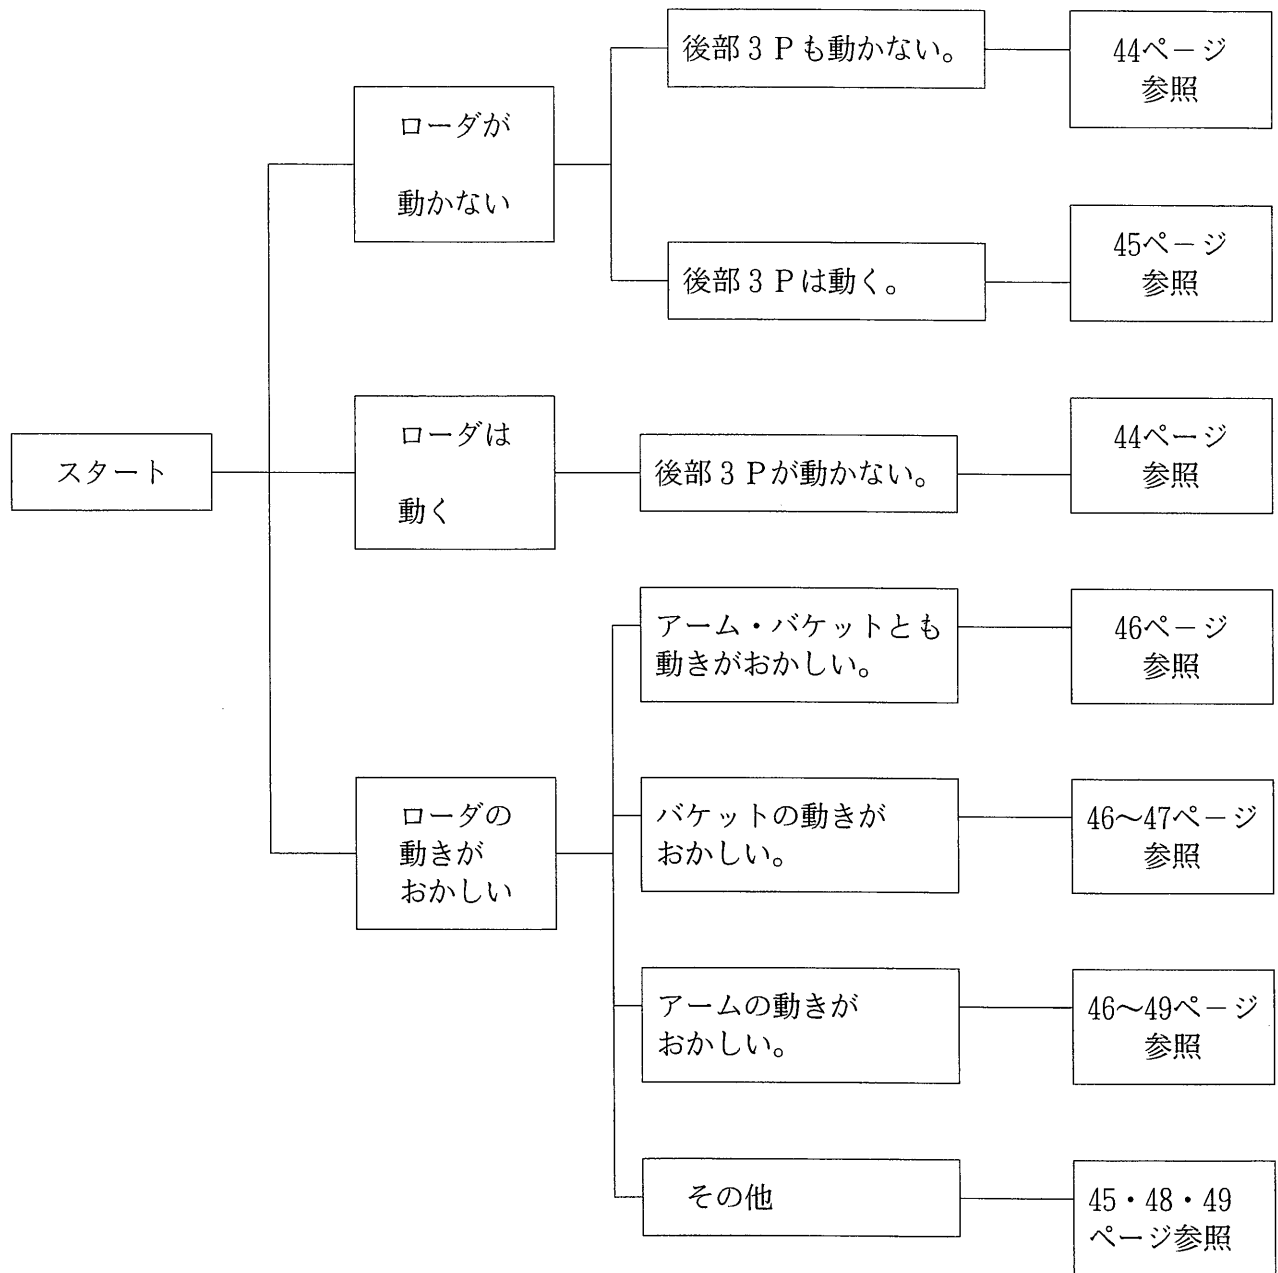 スタート
ローダが
動かない
後部3Pも動かない。
44ページ
参照
後部3Pは動く。
45ページ
参照
ローダは
動く
後部3Pが動かない。
44ページ
参照
ローダの
動きが
おかしい
アーム・バケットとも
動きがおかしい。
46ページ
参照
バケットの動きが
おかしい。
46～47ページ
参照
アームの動きが
おかしい。
46～49ページ
参照
その他
45・48・49
ページ参照